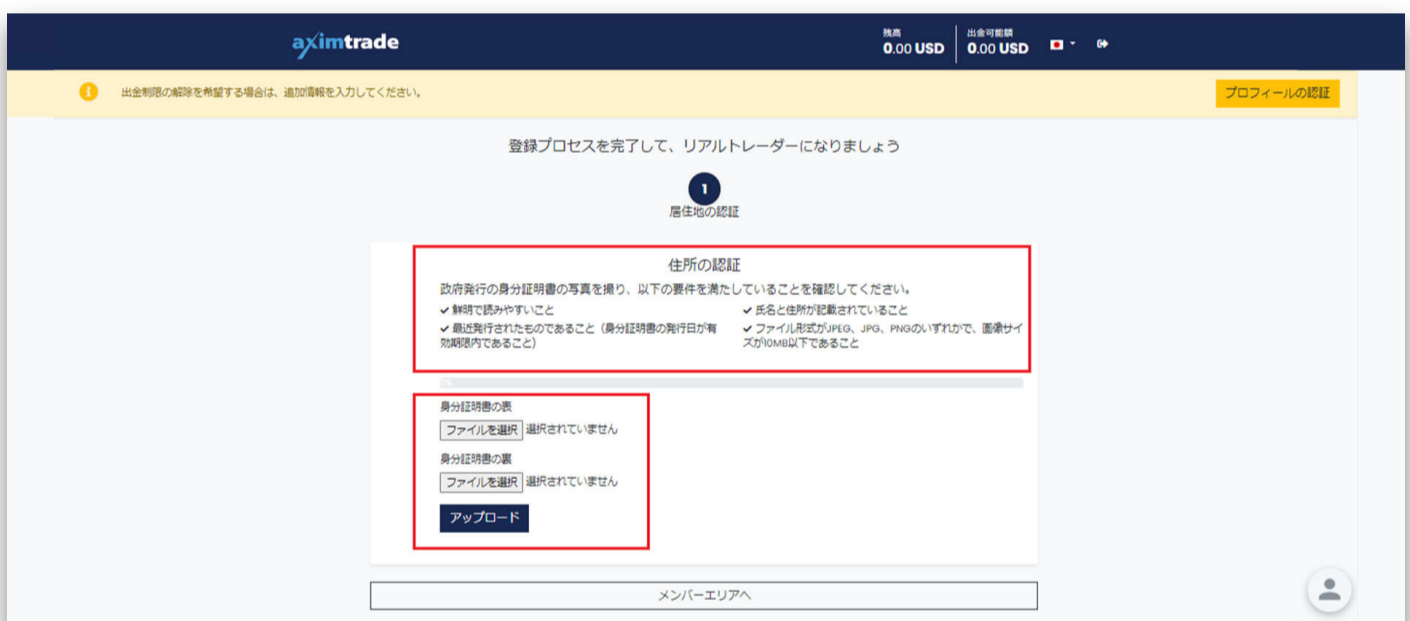 aximtrade
残高
0.00 USD
出金可能額
0.00 USD
出金制限の解除を希望する場合は、追加情報を入力してください。
プロフィールの認証
登録プロセスを完了して、リアルトレーダーになりましょう
1
居住地の認証
住所の認証
政府発行の身分証明書の写真を撮り、以下の要件を満たしていることを確認してください。
✓ 鮮明で読みやすいこと
✓ 最近発行されたものであること（身分証明書の発行日が有
効期限内であること）
✓ 氏名と住所が記載されていること
✓ ファイル形式がJPEG、JPG、PNGのいずれかで、画像サイ
ズが10MB以下であること
0%
身分証明書の表
ファイルを選択 選択されていません
身分証明書の裏
ファイルを選択 選択されていません
アップロード
メンバーエリアへ